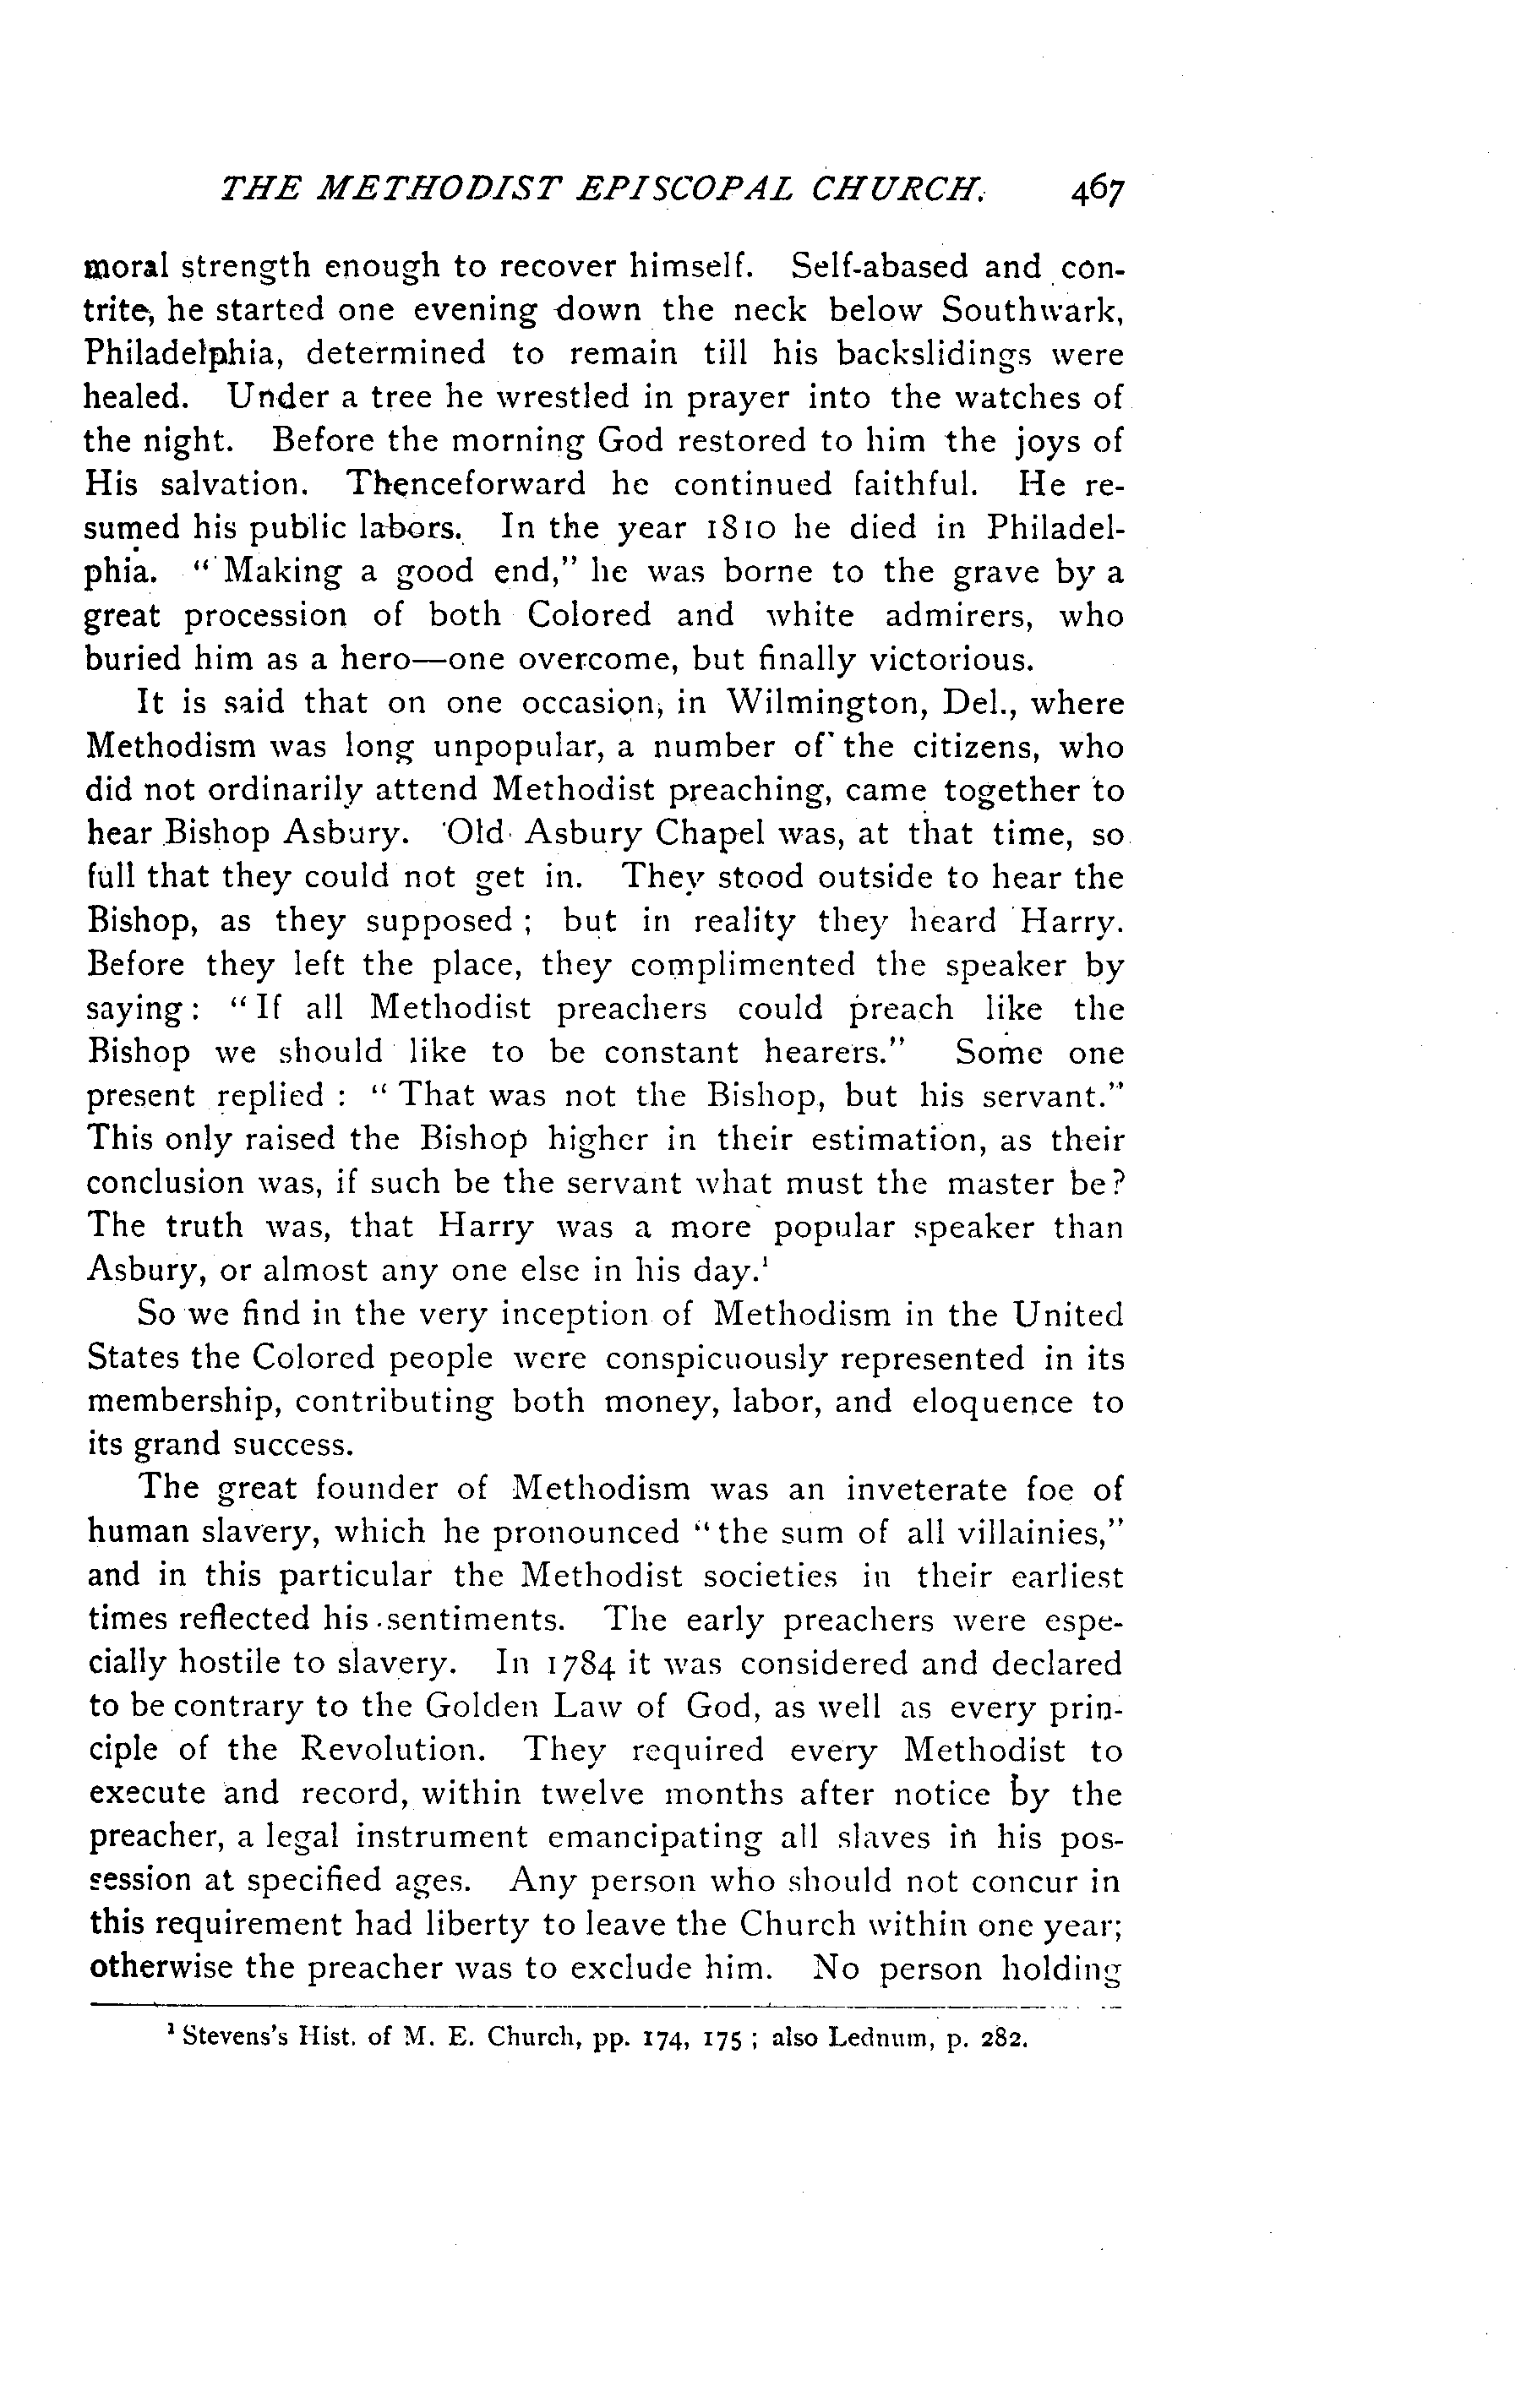 THE METHODIST EPISCOPAL CHURCH. 467
moral strength enough to recover himself. Self-abased and con-
trite, he started one evening down the neck below Southwark,
Philadelphia, determined to remain till his backslidings were
healed. Under a tree he wrestled in prayer into the watches of
the night. Before the morning God restored to him the joys of
His salvation. Thenceforward he continued faithful. He re-
sumed his public labors. In the year 1810 he died in Philadel-
phia. "Making a good end," he was borne to the grave by a
great procession of both Colored and white admirers, who
buried him as a hero—one overcome, but finally victorious.
It is said that on one occasion, in Wilmington, Del., where
Methodism was long unpopular, a number of the citizens, who
did not ordinarily attend Methodist preaching, came together to
hear Bishop Asbury. Old Asbury Chapel was, at that time, so
full that they could not get in. They stood outside to hear the
Bishop, as they supposed; but in reality they heard Harry.
Before they left the place, they complimented the speaker by
saying: "If all Methodist preachers could preach like the
Bishop we should like to be constant hearers." Some one
present replied: "That was not the Bishop, but his servant."
This only raised the Bishop higher in their estimation, as their
conclusion was, if such be the servant what must the master be?
The truth was, that Harry was a more popular speaker than
Asbury, or almost any one else in his day.¹
So we find in the very inception of Methodism in the United
States the Colored people were conspicuously represented in its
membership, contributing both money, labor, and eloquence to
its grand success.
The great founder of Methodism was an inveterate foe of
human slavery, which he pronounced "the sum of all villainies,"
and in this particular the Methodist societies in their earliest
times reflected his sentiments. The early preachers were espe-
cially hostile to slavery. In 1784 it was considered and declared
to be contrary to the Golden Law of God, as well as every prin-
ciple of the Revolution. They required every Methodist to
execute and record, within twelve months after notice by the
preacher, a legal instrument emancipating all slaves in his pos-
session at specified ages. Any person who should not concur in
this requirement had liberty to leave the Church within one year;
otherwise the preacher was to exclude him. No person holding
¹ Stevens's Hist. of M. E. Church, pp. 174, 175; also Lednum, p. 282.